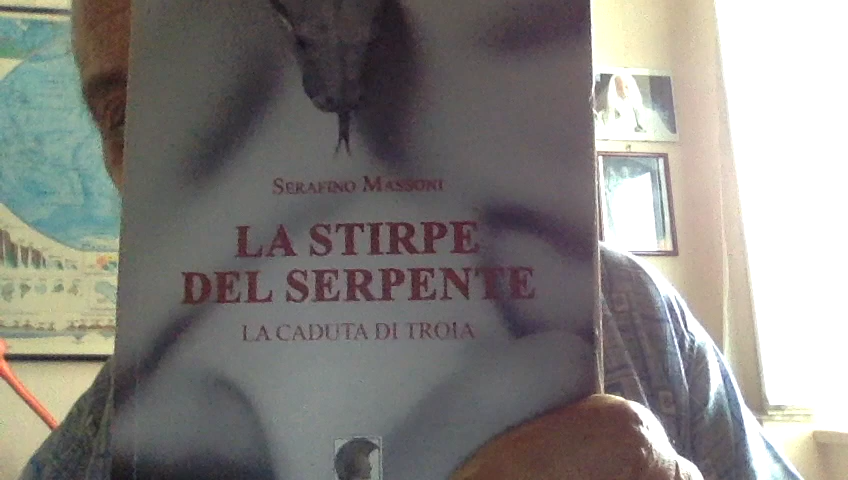 SERAFINO MASSONI
LA STIRPE
DEL SERPENTE
LA CADUTA DI TROIA